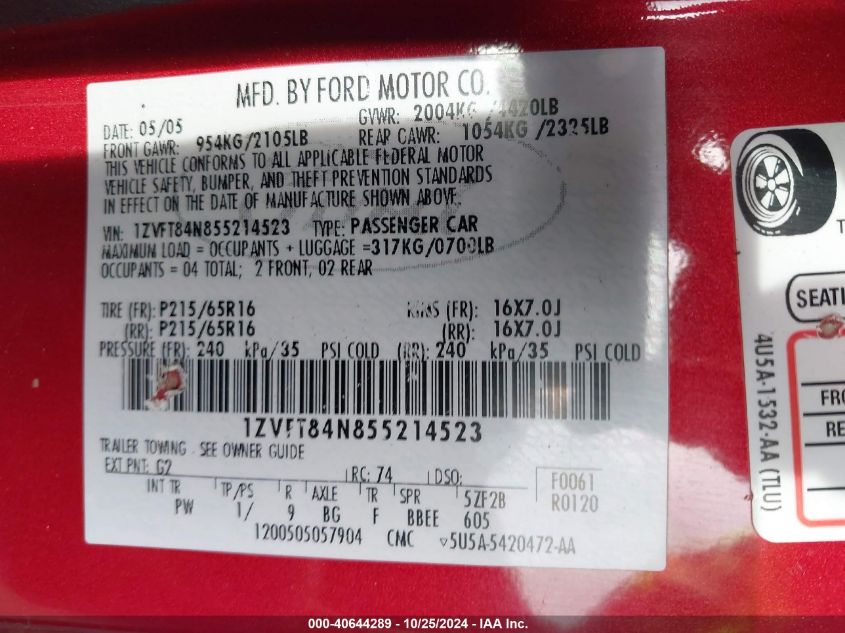 MFD. BY FORD MOTOR CO.
DATE: 05/05 GVWR: 2004KG /4420LB
FRONT GAWR: 954KG/2105LB REAR GAWR: 1054KG /2325LB
THIS VEHICLE CONFORMS TO ALL APPLICABLE FEDERAL MOTOR
VEHICLE SAFETY, BUMPER, AND THEFT PREVENTION STANDARDS
IN EFFECT ON THE DATE OF MANUFACTURE SHOWN ABOVE.
VIN: 1ZVFT84N855214523 TYPE: PASSENGER CAR
MAXIMUM LOAD = OCCUPANTS + LUGGAGE =317KG/0700LB
OCCUPANTS = 04 TOTAL; 2 FRONT, 02 REAR
TIRE (FR): P215/65R16 (FR): 16X7.0J
(RR): P215/65R16 (RR): 16X7.0J
PRESSURE (FR): 240 kPa/35 PSI COLD (RR): 240 kPa/35 PSI COLD
1ZVFT84N855214523
TRAILER TOWING - SEE OWNER GUIDE
EXT PNT: G2 RC: 74 DSO: F0061
INT TR TP/PS R AXLE TR SPR 5ZF2B R0120
PW 1/ 9 BG F BBEE 605
1200505057904 CMC ▿5U5A-5420472-AA
T
SEATI
FRO
RE
4U5A-1532-AA (TLU)
000-40644289 - 10/25/2024 - IAA Inc.